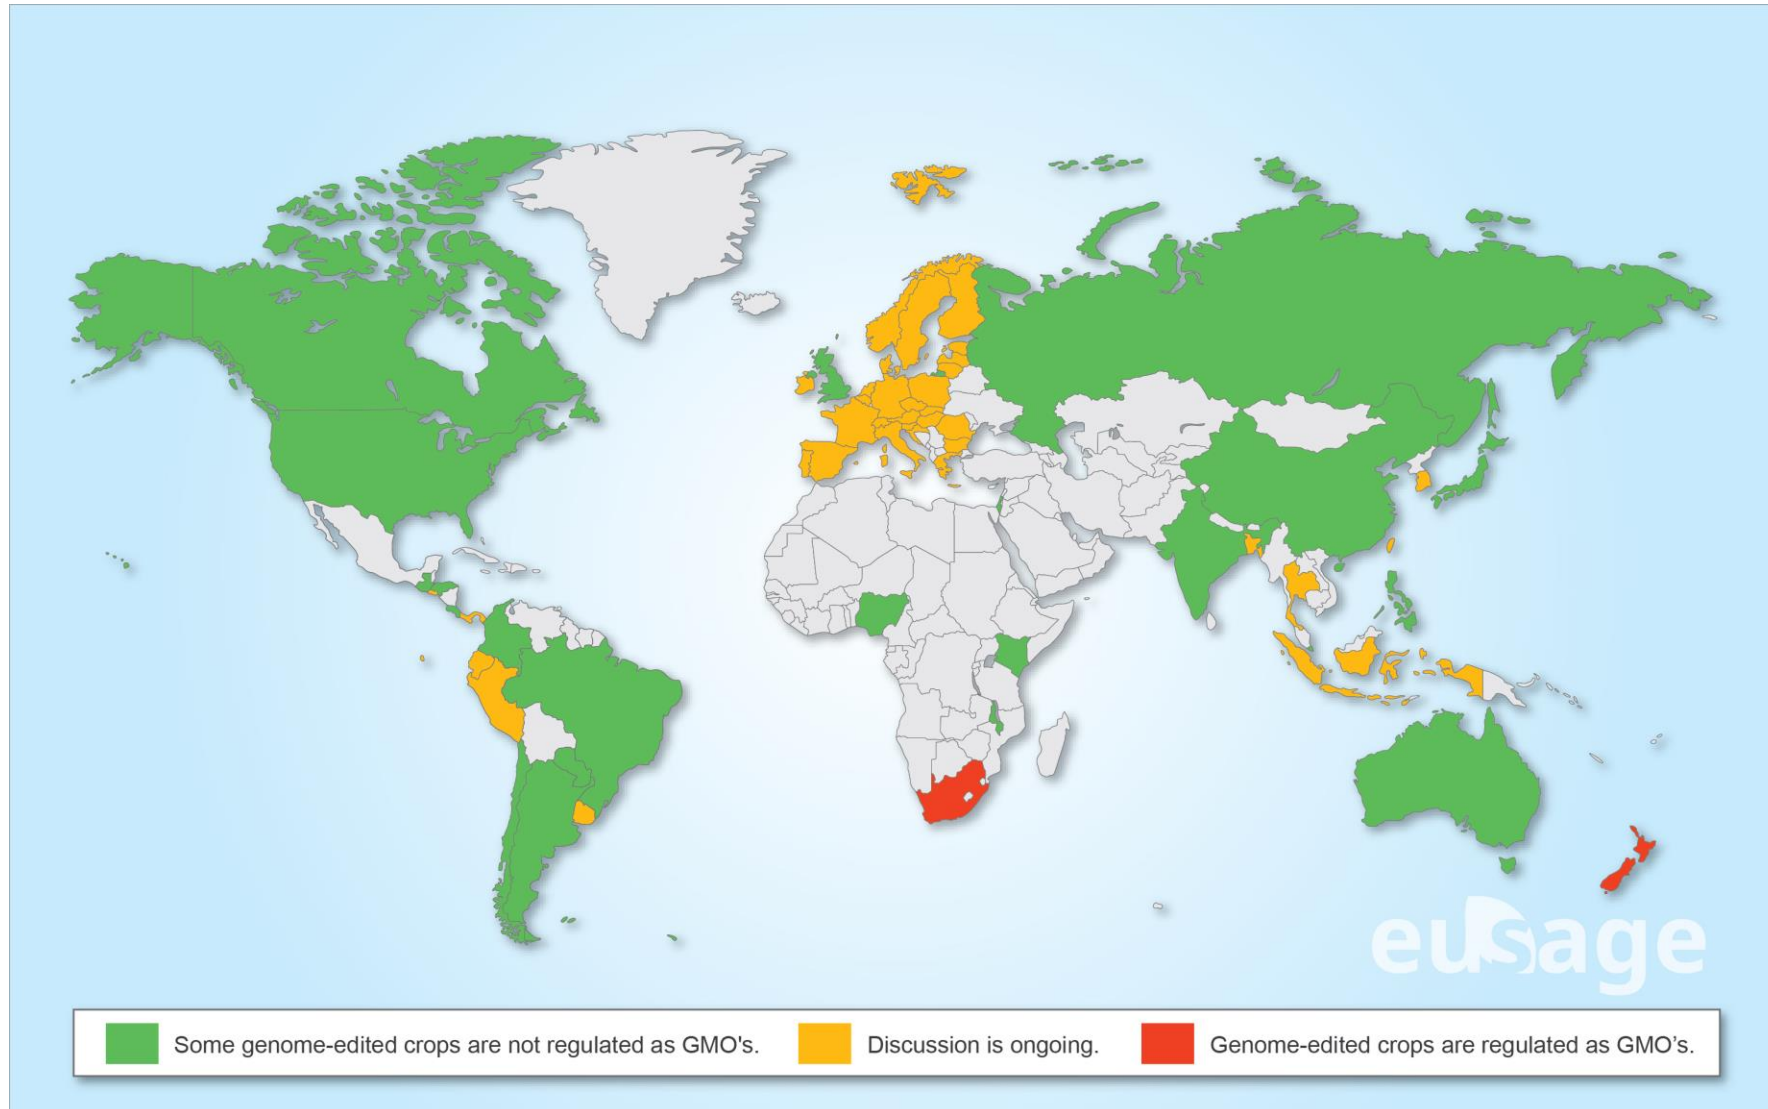 eusage
Some genome-edited crops are not regulated as GMO's.
Discussion is ongoing.
Genome-edited crops are regulated as GMO’s.